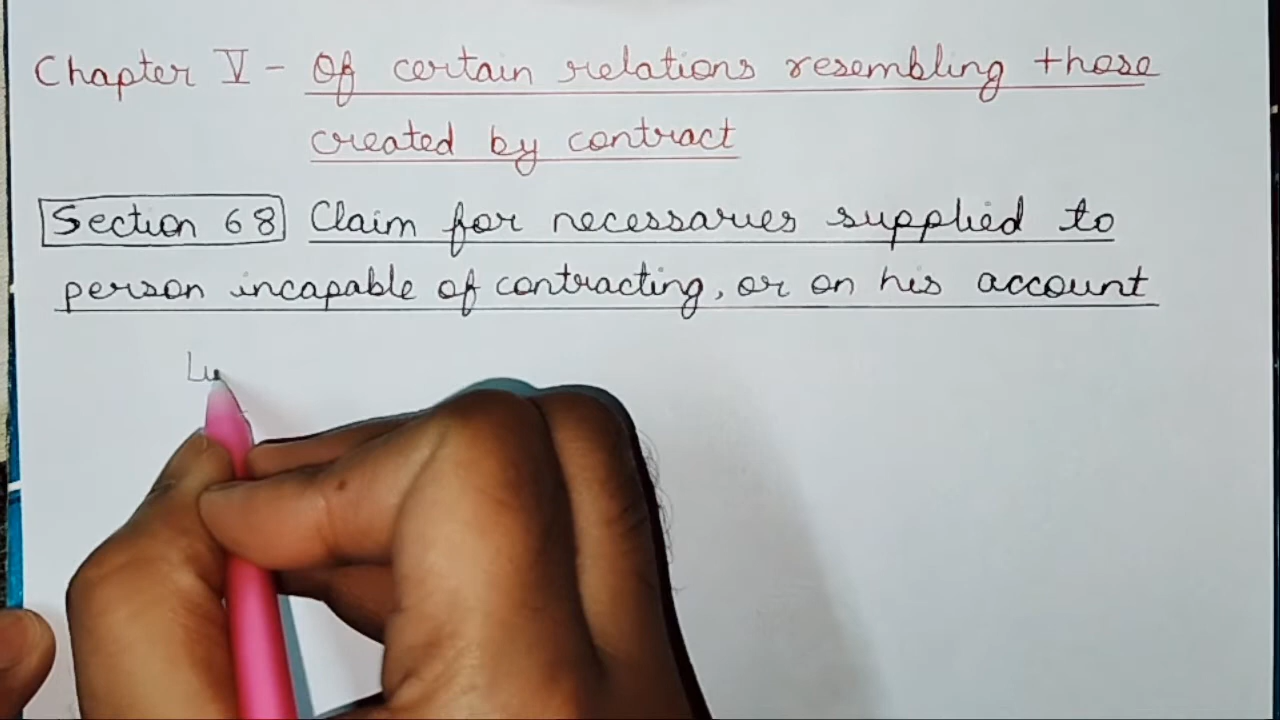 Chapter V - Of certain relations resembling those
created by contract
Section 68 Claim for necessaries supplied to
person incapable of contracting, or on his account